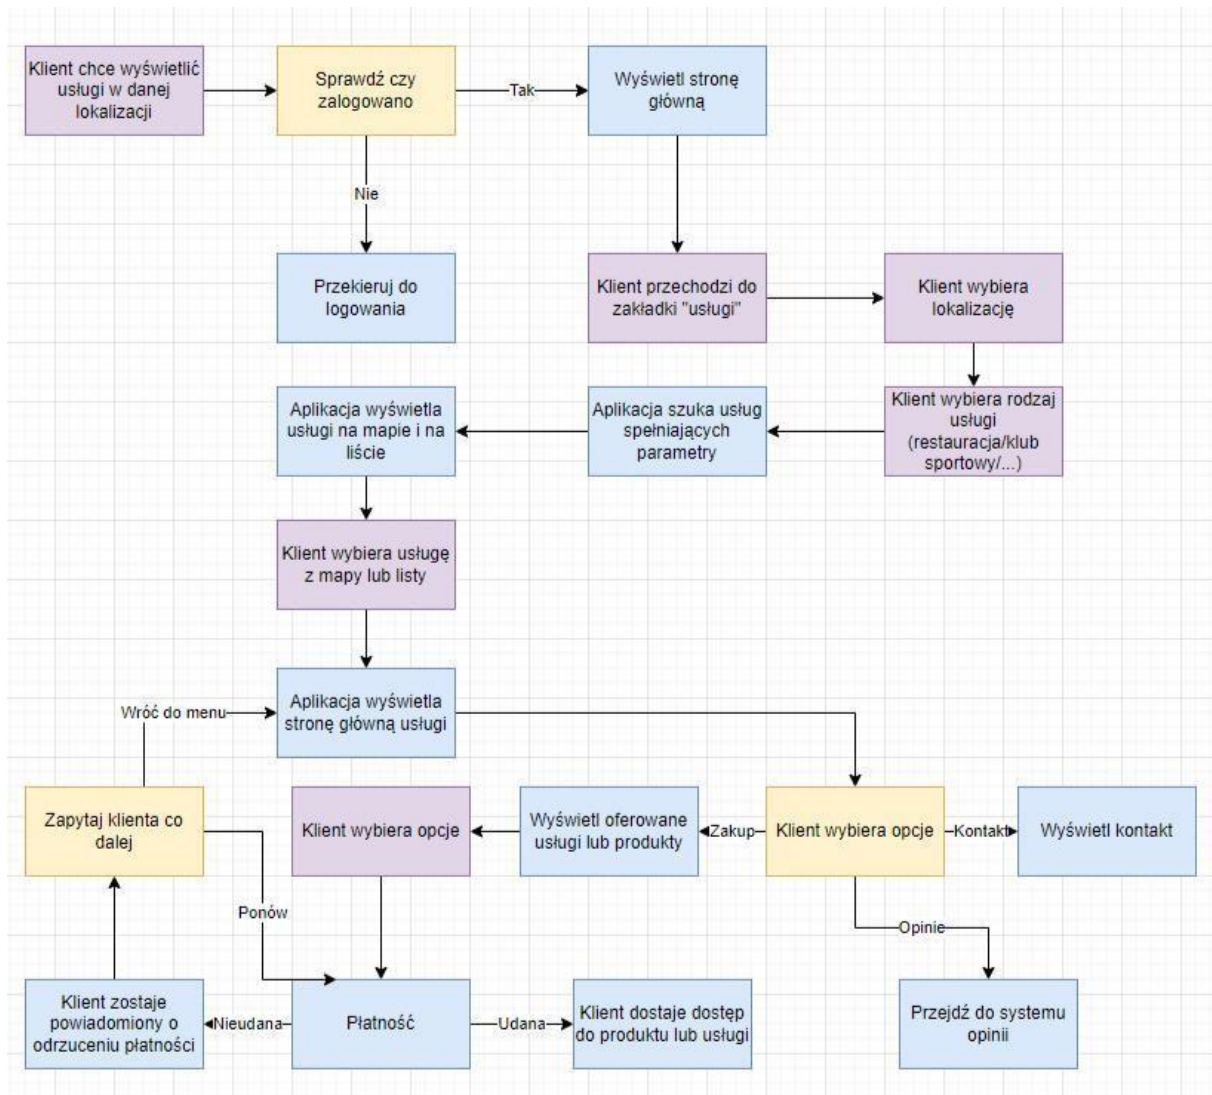 Klient chce wyświetlić
usługi w danej
lokalizacji
Sprawdź czy
zalogowano
Tak
Wyświetl stronę
główną
Nie
Przekieruj do
logowania
Klient przechodzi do
zakładki "usługi"
Klient wybiera
lokalizację
Aplikacja wyświetla
usługi na mapie i na
liście
Aplikacja szuka usług
spełniających
parametry
Klient wybiera rodzaj
usługi
(restauracja/klub
sportowy/...)
Klient wybiera usługę
z mapy lub listy
Aplikacja wyświetla
stronę główną usługi
Wróć do menu
Zapytaj klienta co
dalej
Klient wybiera opcje
Wyświetl oferowane
usługi lub produkty
Zakup
Klient wybiera opcje
Kontakt
Wyświetl kontakt
Ponów
Opinie
Klient zostaje
powiadomiony o
odrzuceniu płatności
Nieudana
Płatność
Udana
Klient dostaje dostęp
do produktu lub usługi
Przejdź do systemu
opinii